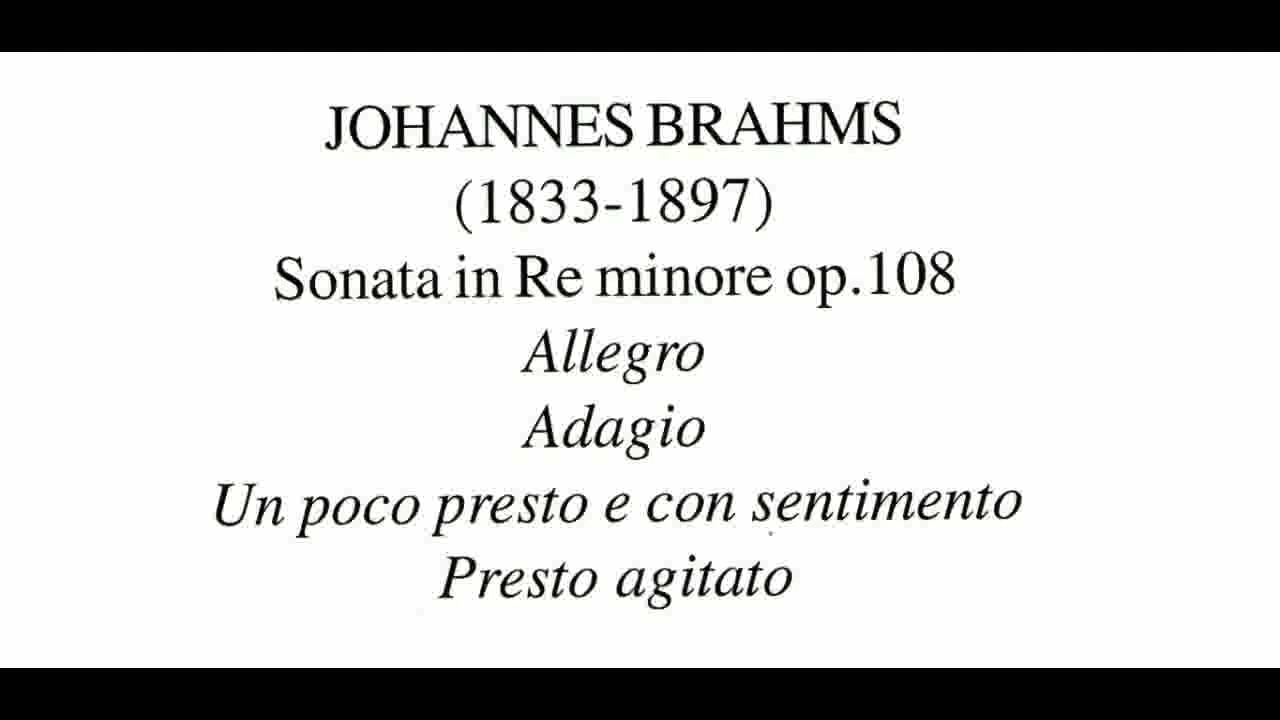 JOHANNES BRAHMS
(1833-1897)
Sonata in Re minore op.108
Allegro
Adagio
Un poco presto e con sentimento
Presto agitato